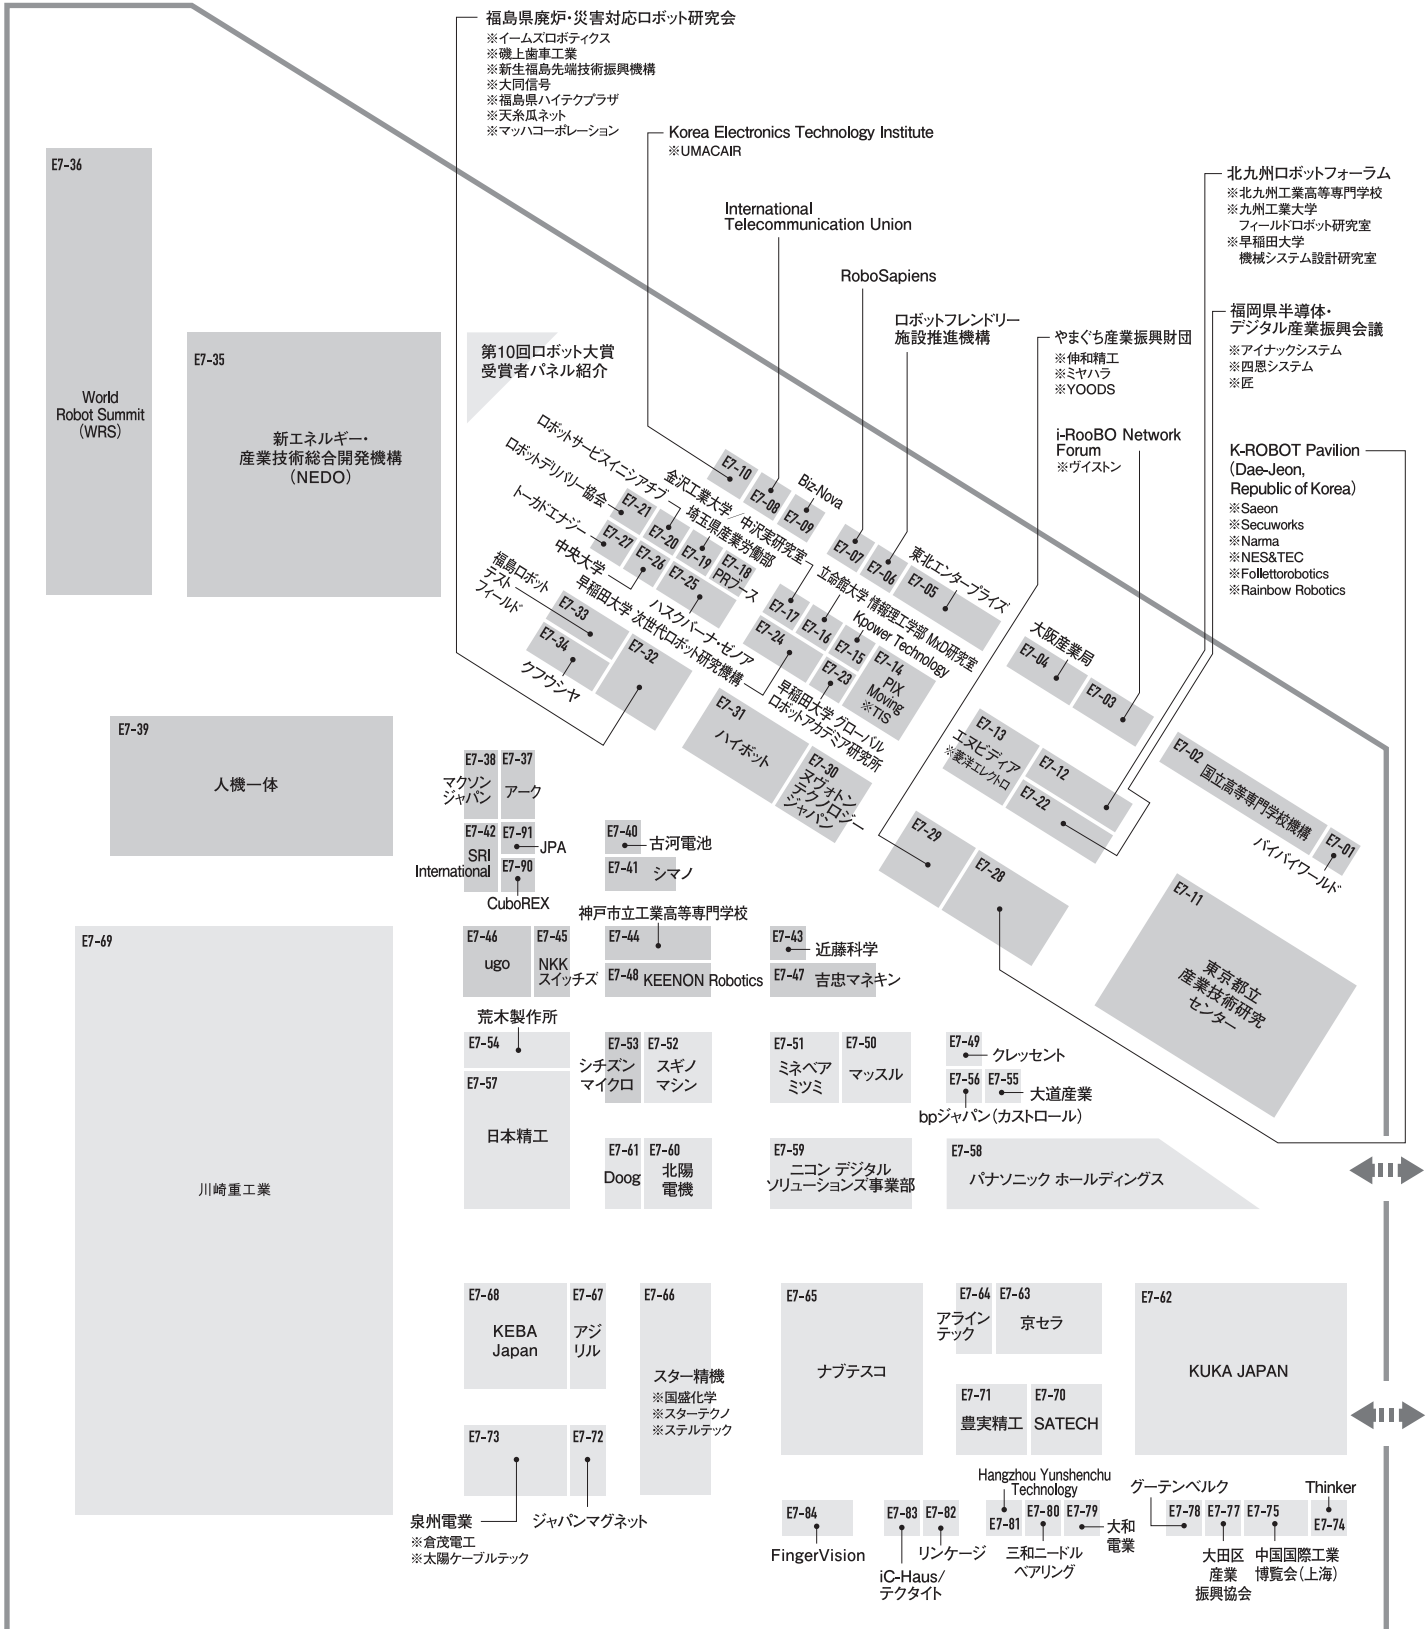 福島県廃炉・災害対応ロボット研究会
※イームズロボティクス
※磯上歯車工業
※新生福島先端技術振興機構
※大同信号
※福島県ハイテクプラザ
※天糸瓜ネット
※マッハコーポレーション
Korea Electronics Technology Institute
※UMACAIR
International
Telecommunication Union
RoboSapiens
ロボットフレンドリー
施設推進機構
やまぐち産業振興財団
※伸和精工
※ミヤハラ
※YOODS
i-RooBO Network
Forum
※ヴイストン
北九州ロボットフォーラム
※北九州工業高等専門学校
※九州工業大学
フィールドロボット研究室
※早稲田大学
機械システム設計研究室
福岡県半導体・
デジタル産業振興会議
※アイナックシステム
※四恩システム
※匠
K-ROBOT Pavilion
(Dae-Jeon,
Republic of Korea)
※Saeon
※Secuworks
※Narma
※NES&TEC
※Follettorobotics
※Rainbow Robotics
E7-36
World
Robot Summit
(WRS)
E7-35
新エネルギー・
産業技術総合開発機構
(NEDO)
第10回ロボット大賞
受賞者パネル紹介
ロボットサービスイニシアチブ
ロボットデリバリー協会
トーカドエナジー
中央大学
福島ロボット
テスト
フィールド
クフウシヤ
金沢工業大学/中沢実研究室
埼玉県産業労働部
E7-10
E7-08
E7-09
Biz-Nova
E7-21
E7-20
E7-19
E7-18
PRブース
E7-27
E7-26
E7-25
ハスクバーナ・ゼノア
早稲田大学 次世代ロボット研究機構
E7-33
E7-34
E7-32
E7-07
E7-06
E7-05
東北エンタープライズ
立命館大学 情報理工学部 MxD研究室
Kpower Technology
E7-17
E7-16
E7-15
E7-14
PIX
Moving
※TIS
E7-24
E7-23
早稲田大学 グローバル
ロボットアカデミア研究所
E7-31
ハイボット
E7-30
ヌヴォトン
テクノロジー
ジャパン
大阪産業局
E7-04
E7-03
E7-13
エヌビディア
※菱洋エレクトロ
E7-12
E7-22
E7-02
国立高等専門学校機構
E7-01
バイバイワールド
E7-29
E7-28
E7-11
東京都立
産業技術研究
センター
E7-39
人機一体
E7-38
マクソン
ジャパン
E7-37
アーク
E7-42
SRI
International
E7-91
JPA
E7-90
CuboREX
E7-40
古河電池
E7-41
シマノ
E7-69
川崎重工業
E7-46
ugo
E7-45
NKK
スイッチズ
神戸市立工業高等専門学校
E7-44
E7-48
KEENON Robotics
E7-43
近藤科学
E7-47
吉忠マネキン
荒木製作所
E7-54
E7-57
日本精工
E7-53
シチズン
マイクロ
E7-52
スギノ
マシン
E7-51
ミネベア
ミツミ
E7-50
マッスル
E7-49
クレッセント
E7-56
E7-55
大道産業
bpジャパン(カストロール)
E7-61
Doog
E7-60
北陽
電機
E7-59
ニコン デジタル
ソリューションズ事業部
E7-58
パナソニック ホールディングス
E7-68
KEBA
Japan
E7-67
アジ
リル
E7-66
スター精機
※国盛化学
※スターテクノ
※ステルテック
E7-65
ナブテスコ
E7-64
アライン
テック
E7-63
京セラ
E7-62
KUKA JAPAN
E7-71
豊実精工
E7-70
SATECH
E7-73
E7-72
泉州電業
※倉茂電工
※太陽ケーブルテック
ジャパンマグネット
E7-84
FingerVision
E7-83
E7-82
リンケージ
iC-Haus/
テクタイト
Hangzhou Yunshenchu
Technology
E7-81
E7-80
E7-79
大和
電業
三和ニードル
ベアリング
グーテンベルク
E7-78
E7-77
E7-75
Thinker
E7-74
大田区
産業
振興協会
中国国際工業
博覧会(上海)